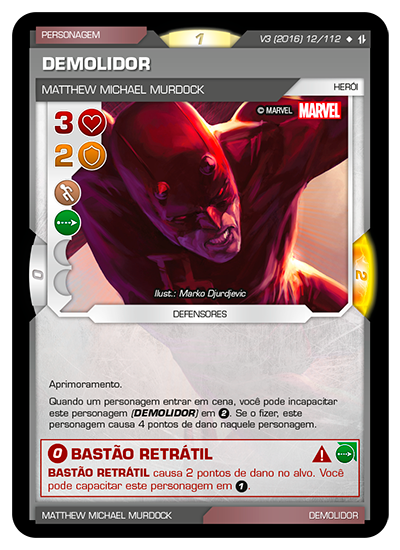 PERSONAGEM
1
V3 (2016) 12/112
DEMOLIDOR
MATTHEW MICHAEL MURDOCK
HERÓI
3
© MARVEL MARVEL
2
0
2
Ilust.: Marko Djurdjevic
DEFENSORES
Aprimoramento.
Quando um personagem entrar em cena, você pode incapacitar
este personagem (DEMOLIDOR) em 2. Se o fizer, este
personagem causa 4 pontos de dano naquele personagem.
0 BASTÃO RETRÁTIL
BASTÃO RETRÁTIL causa 2 pontos de dano no alvo. Você
pode capacitar este personagem em 1.
MATTHEW MICHAEL MURDOCK
DEMOLIDOR